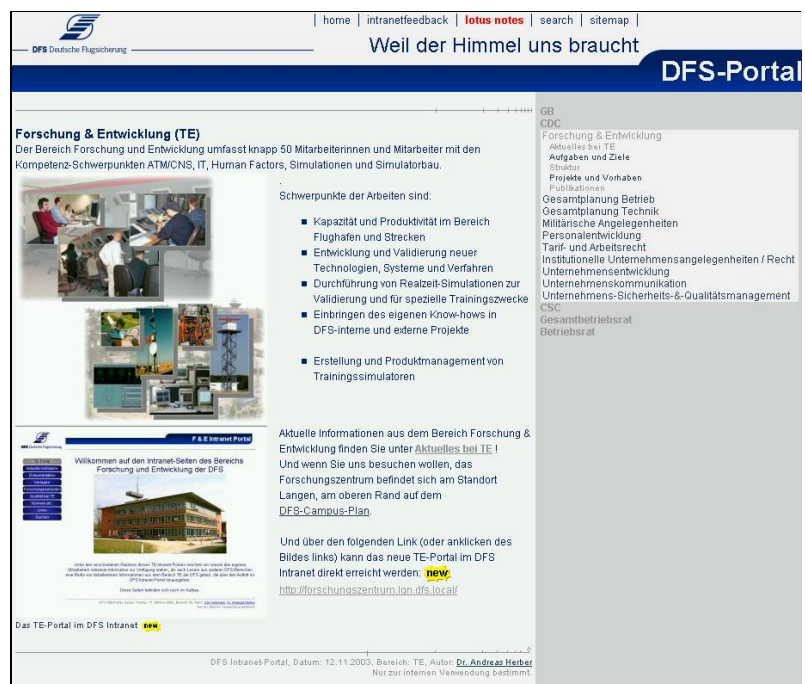 | home | intranetfeedback | lotus notes | search | sitemap |
DFS Deutsche Flugsicherung
Weil der Himmel uns braucht
DFS-Portal
Forschung & Entwicklung (TE)
Der Bereich Forschung und Entwicklung umfasst knapp 50 Mitarbeiterinnen und Mitarbeiter mit den
Kompetenz-Schwerpunkten ATM/CNS, IT, Human Factors, Simulationen und Simulatorbau.
.
Schwerpunkte der Arbeiten sind:
■ Kapazität und Produktivität im Bereich
Flughafen und Strecken
■ Entwicklung und Validierung neuer
Technologien, Systeme und Verfahren
■ Durchführung von Realzeit-Simulationen zur
Validierung und für spezielle Trainingszwecke
■ Einbringen des eigenen Know-hows in
DFS-interne und externe Projekte
■ Erstellung und Produktmanagement von
Trainingssimulatoren
F & E Intranet Portal
Willkommen auf den Intranet-Seiten des Bereichs
Forschung und Entwicklung der DFS
Diese Seiten befinden sich noch im Aufbau.
Das TE-Portal im DFS Intranet new
Aktuelle Informationen aus dem Bereich Forschung &
Entwicklung finden Sie unter Aktuelles bei TE !
Und wenn Sie uns besuchen wollen, das
Forschungszentrum befindet sich am Standort
Langen, am oberen Rand auf dem
DFS-Campus-Plan.
Und über den folgenden Link (oder anklicken des
Bildes links) kann das neue TE-Portal im DFS
Intranet direkt erreicht werden: new
http://forschungszentrum.lgn.dfs.local/
DFS Intranet-Portal, Datum: 12.11.2003, Bereich: TE, Autor: Dr. Andreas Herber
Nur zur internen Verwendung bestimmt.
GB
CDC
Forschung & Entwicklung
Aktuelles bei TE
Aufgaben und Ziele
Struktur
Projekte und Vorhaben
Publikationen
Gesamtplanung Betrieb
Gesamtplanung Technik
Militärische Angelegenheiten
Personalentwicklung
Tarif- und Arbeitsrecht
Institutionelle Unternehmensangelegenheiten / Recht
Unternehmensentwicklung
Unternehmenskommunikation
Unternehmens-Sicherheits-&-Qualitätsmanagement
CSC
Gesamtbetriebsrat
Betriebsrat